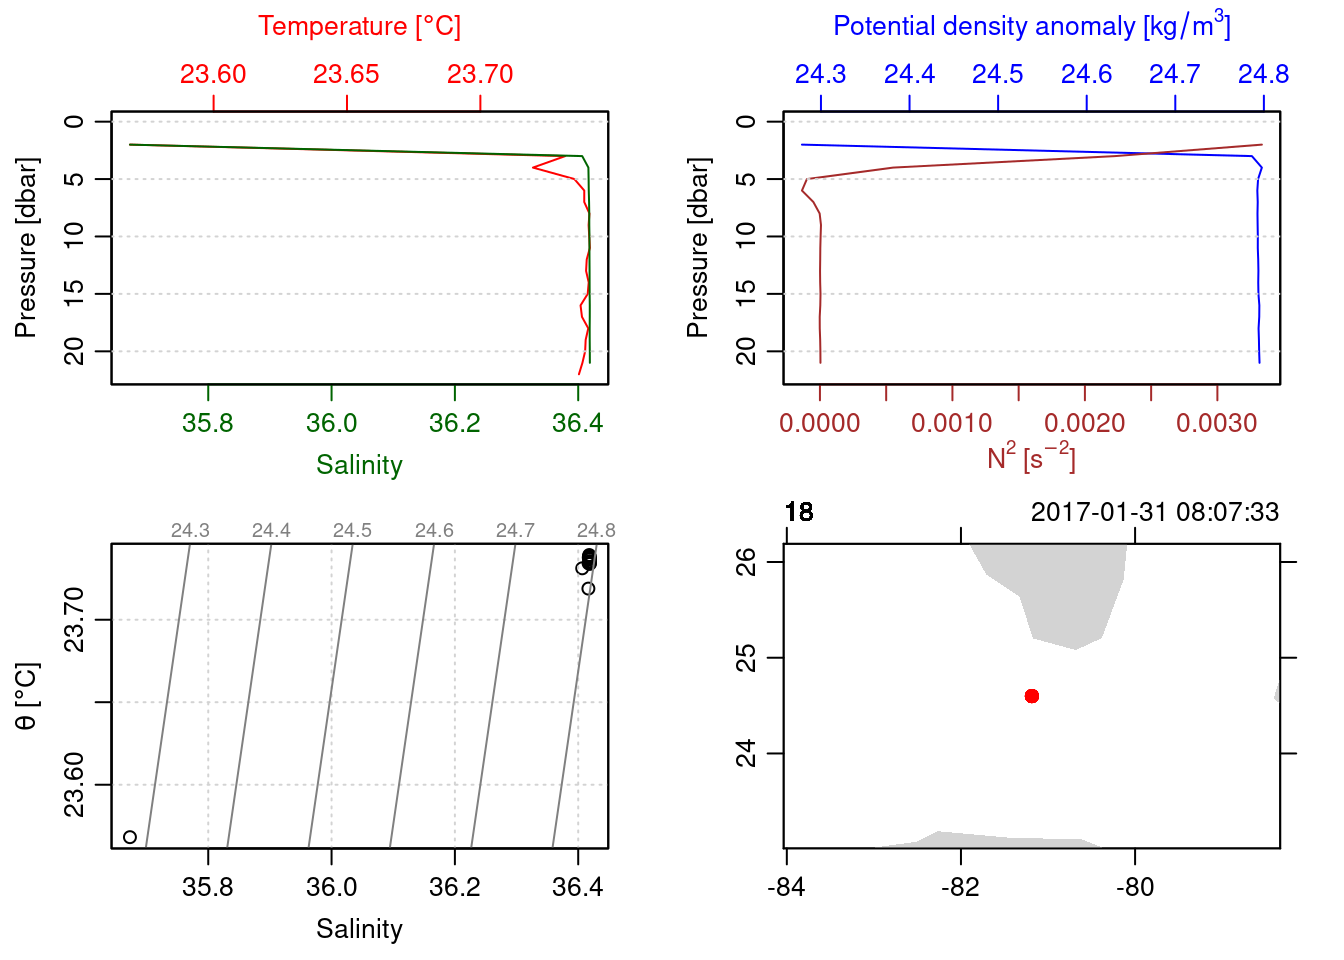 Temperature [°C]
23.60 23.65 23.70
Pressure [dbar]
0 5 10 15 20
35.8 36.0 36.2 36.4
Salinity
Potential density anomaly [kg/m³]
24.3 24.4 24.5 24.6 24.7 24.8
Pressure [dbar]
0 5 10 15 20
0.0000 0.0010 0.0020 0.0030
N² [s⁻²]
24.3 24.4 24.5 24.6 24.7 24.8
θ [°C]
23.60 23.70
35.8 36.0 36.2 36.4
Salinity
18 2017-01-31 08:07:33
26
25
24
-84 -82 -80